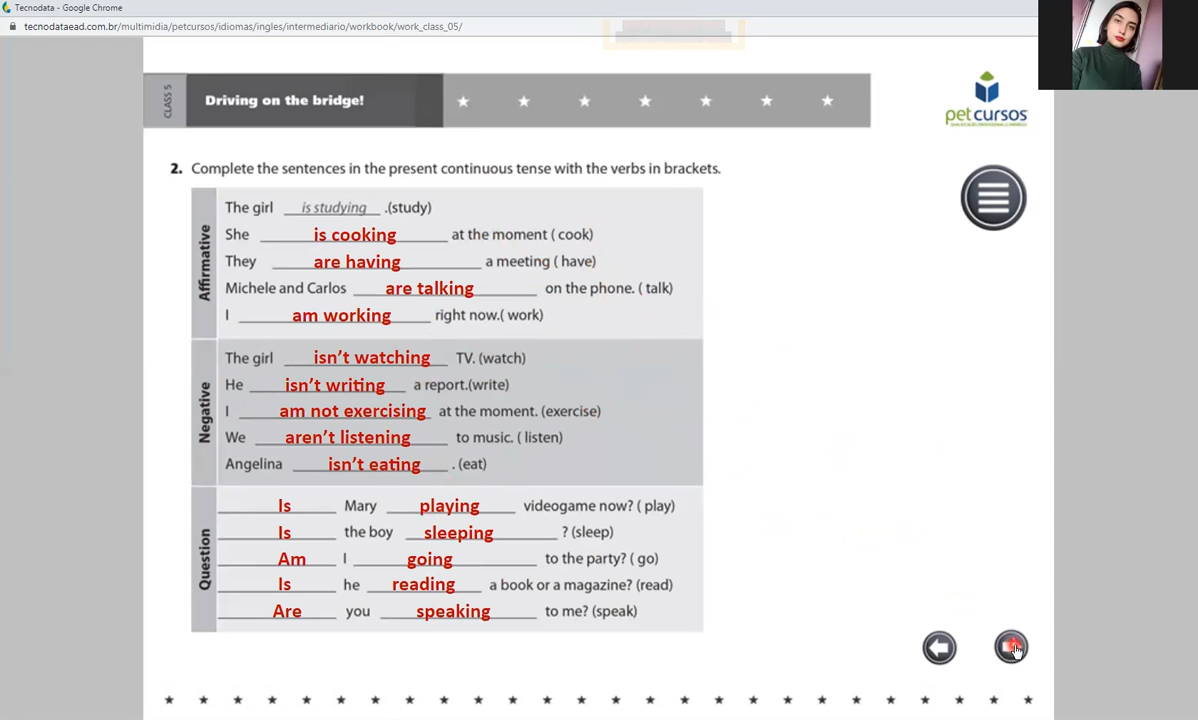 Tecnodata - Google Chrome
tecnodataead.com.br/multimidia/petcursos/idiomas/ingles/intermediario/workbook/work_class_05/
CLASS 5
Driving on the bridge!
petcursos
2. Complete the sentences in the present continuous tense with the verbs in brackets.
Affirmative
The girl is studying .(study)
She is cooking at the moment ( cook)
They are having a meeting ( have)
Michele and Carlos are talking on the phone. ( talk)
I am working right now.( work)
Negative
The girl isn't watching TV. (watch)
He isn't writing a report.(write)
I am not exercising at the moment. (exercise)
We aren't listening to music. ( listen)
Angelina isn't eating . (eat)
Question
Is Mary playing videogame now? ( play)
Is the boy sleeping ? (sleep)
Am I going to the party? ( go)
Is he reading a book or a magazine? (read)
Are you speaking to me? (speak)